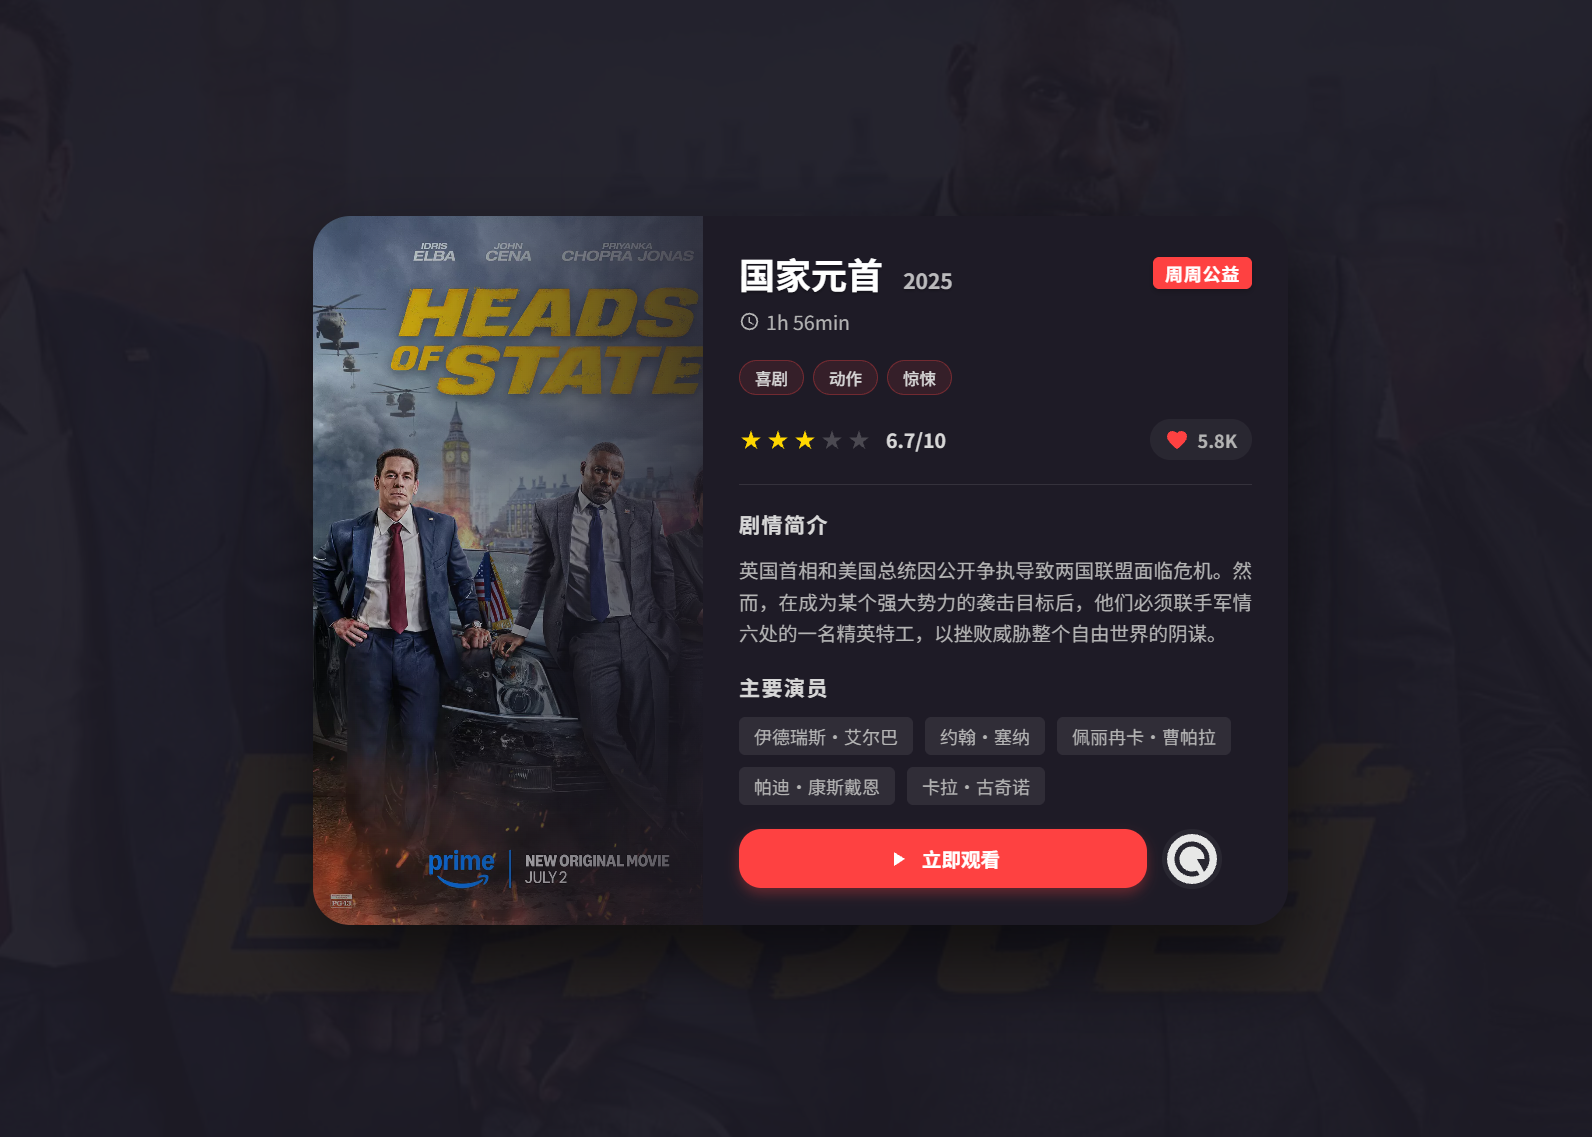 IDRIS
ELBA
JOHN
CENA
PRIYANKA
CHOPRA JONAS
HEADS
OF STATE
prime
NEW ORIGINAL MOVIE
JULY 2
PG-13
国家元首 2025
周周公益
1h 56min
喜剧 动作 惊悚
6.7/10
5.8K
剧情简介
英国首相和美国总统因公开争执导致两国联盟面临危机。然
而，在成为某个强大势力的袭击目标后，他们必须联手军情
六处的一名精英特工，以挫败威胁整个自由世界的阴谋。
主要演员
伊德瑞斯·艾尔巴 约翰·塞纳 佩丽冉卡·曹帕拉
帕迪·康斯戴恩 卡拉·古奇诺
立即观看